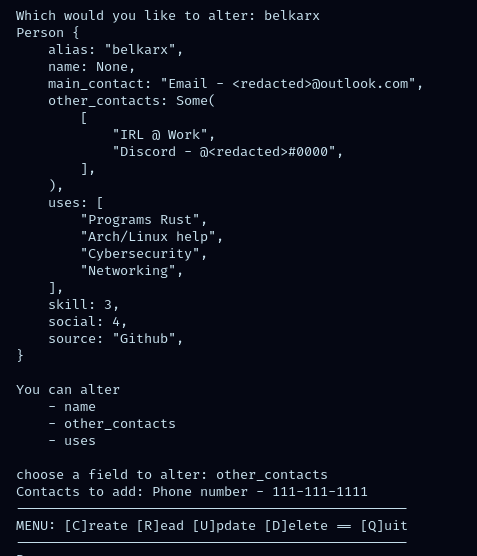 Which would you like to alter: belkarx
Person {
    alias: "belkarx",
    name: None,
    main_contact: "Email - <redacted>@outlook.com",
    other_contacts: Some(
        [
            "IRL @ Work",
            "Discord - @<redacted>#0000",
        ],
    ),
    uses: [
        "Programs Rust",
        "Arch/Linux help",
        "Cybersecurity",
        "Networking",
    ],
    skill: 3,
    social: 4,
    source: "Github",
}

You can alter
    - name
    - other_contacts
    - uses

choose a field to alter: other_contacts
Contacts to add: Phone number - 111-111-1111
MENU: [C]reate [R]ead [U]pdate [D]elete == [Q]uit